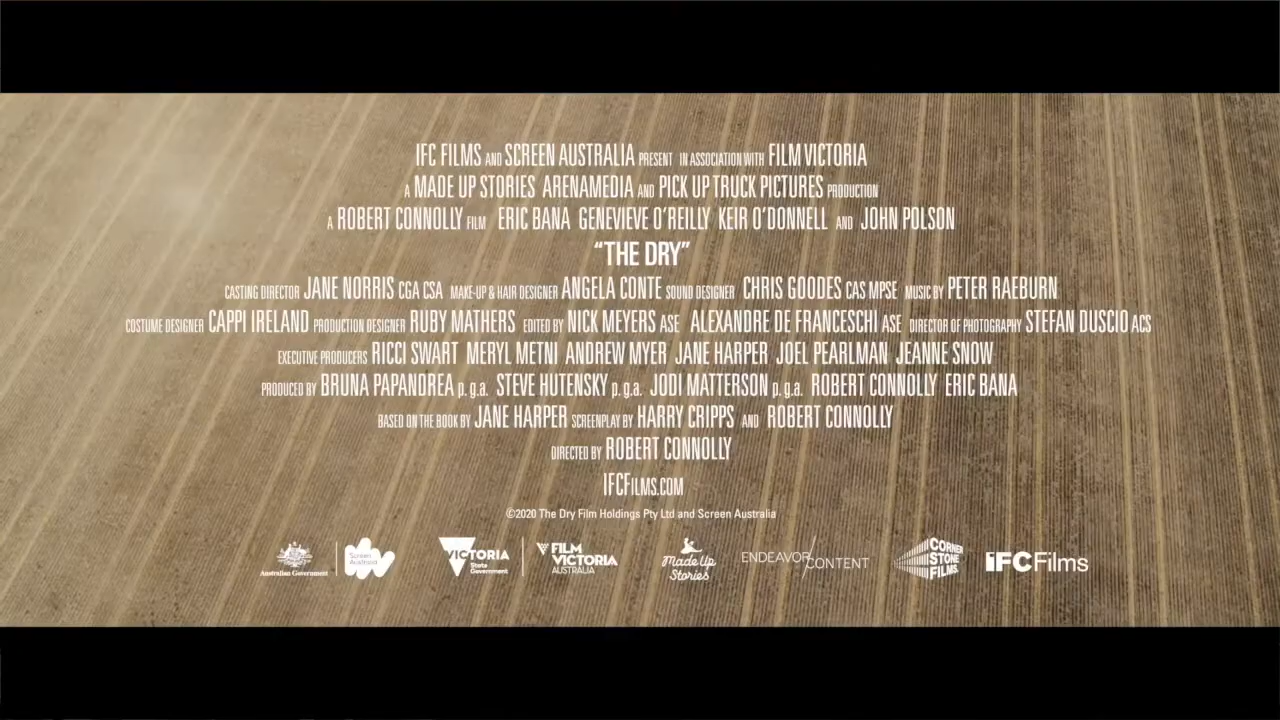 IFC FILMS AND SCREEN AUSTRALIA PRESENT IN ASSOCIATION WITH FILM VICTORIA
A MADE UP STORIES ARENAMEDIA AND PICK UP TRUCK PICTURES PRODUCTION
A ROBERT CONNOLLY FILM ERIC BANA GENEVIEVE O'REILLY KEIR O'DONNELL AND JOHN POLSON
“THE DRY”
CASTING DIRECTOR JANE NORRIS CGA CSA MAKE-UP & HAIR DESIGNER ANGELA CONTE SOUND DESIGNER CHRIS GOODES CAS MPSE MUSIC BY PETER RAEBURN
COSTUME DESIGNER CAPPI IRELAND PRODUCTION DESIGNER RUBY MATHERS EDITED BY NICK MEYERS ASE ALEXANDRE DE FRANCESCHI ASE DIRECTOR OF PHOTOGRAPHY STEFAN DUSCIO ACS
EXECUTIVE PRODUCERS RICCI SWART MERYL METNI ANDREW MYER JANE HARPER JOEL PEARLMAN JEANNE SNOW
PRODUCED BY BRUNA PAPANDREA p.g.a. STEVE HUTENSKY p.g.a. JODI MATTERSON p.g.a. ROBERT CONNOLLY ERIC BANA
BASED ON THE BOOK BY JANE HARPER SCREENPLAY BY HARRY CRIPPS AND ROBERT CONNOLLY
DIRECTED BY ROBERT CONNOLLY
IFCFILMS.COM
©2020 The Dry Film Holdings Pty Ltd and Screen Australia
Australian Government
Screen
Australia
VICTORIA
State
Government
FILM
VICTORIA
AUSTRALIA
Made Up
Stories
ENDEAVOR CONTENT
CORNER
STONE
FILMS
IFC Films